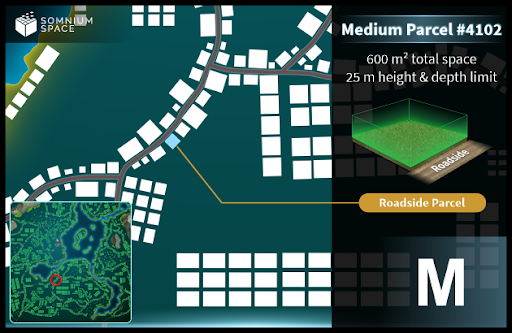 SOMNIUM
SPACE
Medium Parcel #4102
600 m² total space
25 m height & depth limit
Roadside
Roadside Parcel
M